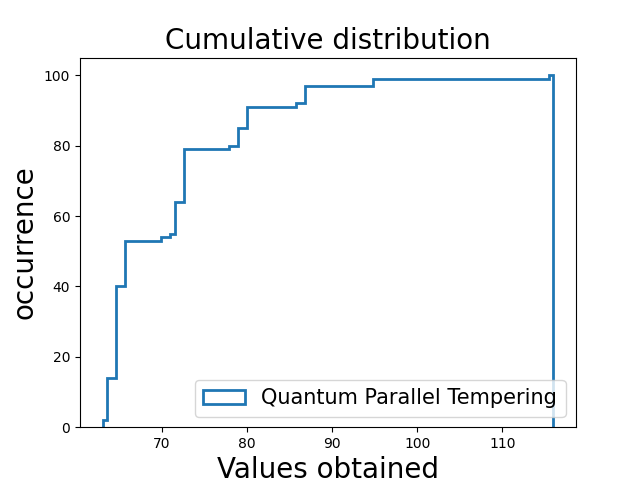 Cumulative distribution
occurrence
100
80
60
40
20
0
Quantum Parallel Tempering
70 80 90 100 110
Values obtained